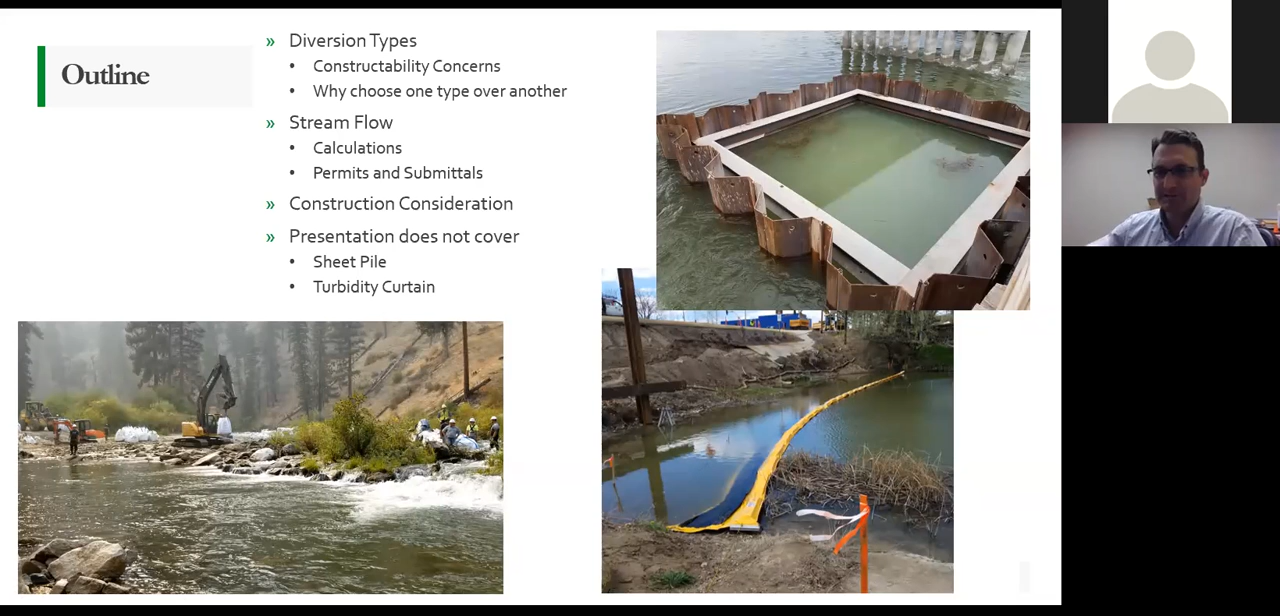 Outline
» Diversion Types
• Constructability Concerns
• Why choose one type over another
» Stream Flow
• Calculations
• Permits and Submittals
» Construction Consideration
» Presentation does not cover
• Sheet Pile
• Turbidity Curtain